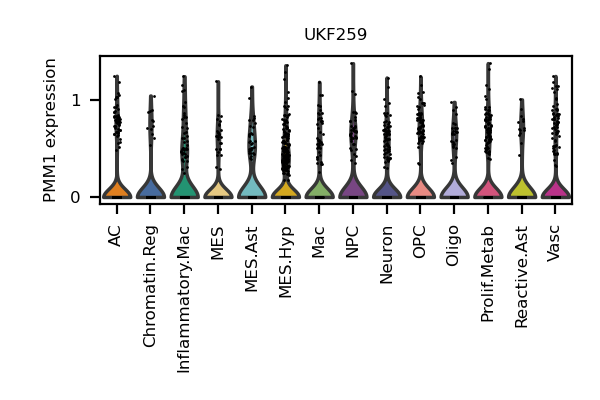 UKF259
PMM1 expression
1
0
AC
Chromatin.Reg
Inflammatory.Mac
MES
MES.Ast
MES.Hyp
Mac
NPC
Neuron
OPC
Oligo
Prolif.Metab
Reactive.Ast
Vasc